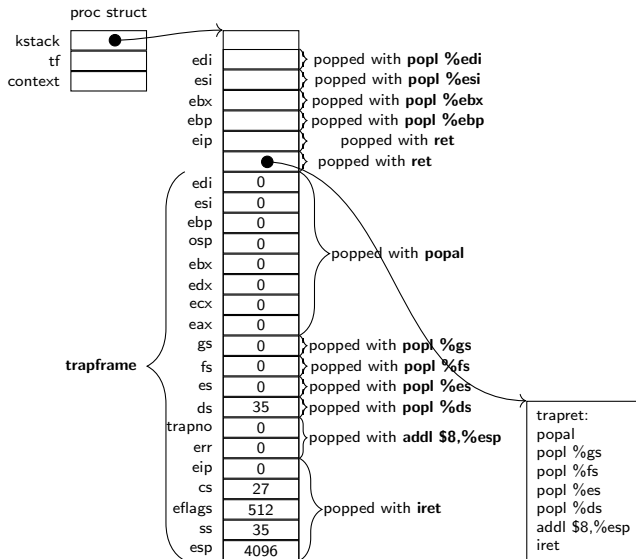 proc struct
kstack
tf
context
edi popped with popl %edi
esi popped with popl %esi
ebx popped with popl %ebx
ebp popped with popl %ebp
eip popped with ret
popped with ret
edi 0
esi 0
ebp 0
osp 0
popped with popal
ebx 0
edx 0
ecx 0
eax 0
gs 0 popped with popl %gs
trapframe
fs 0 popped with popl %fs
es 0 popped with popl %es
ds 35 popped with popl %ds
trapno 0
popped with addl $8,%esp
err 0
eip 0
cs 27
eflags 512 popped with iret
ss 35
esp 4096
trapret:
popal
popl %gs
popl %fs
popl %es
popl %ds
addl $8,%esp
iret